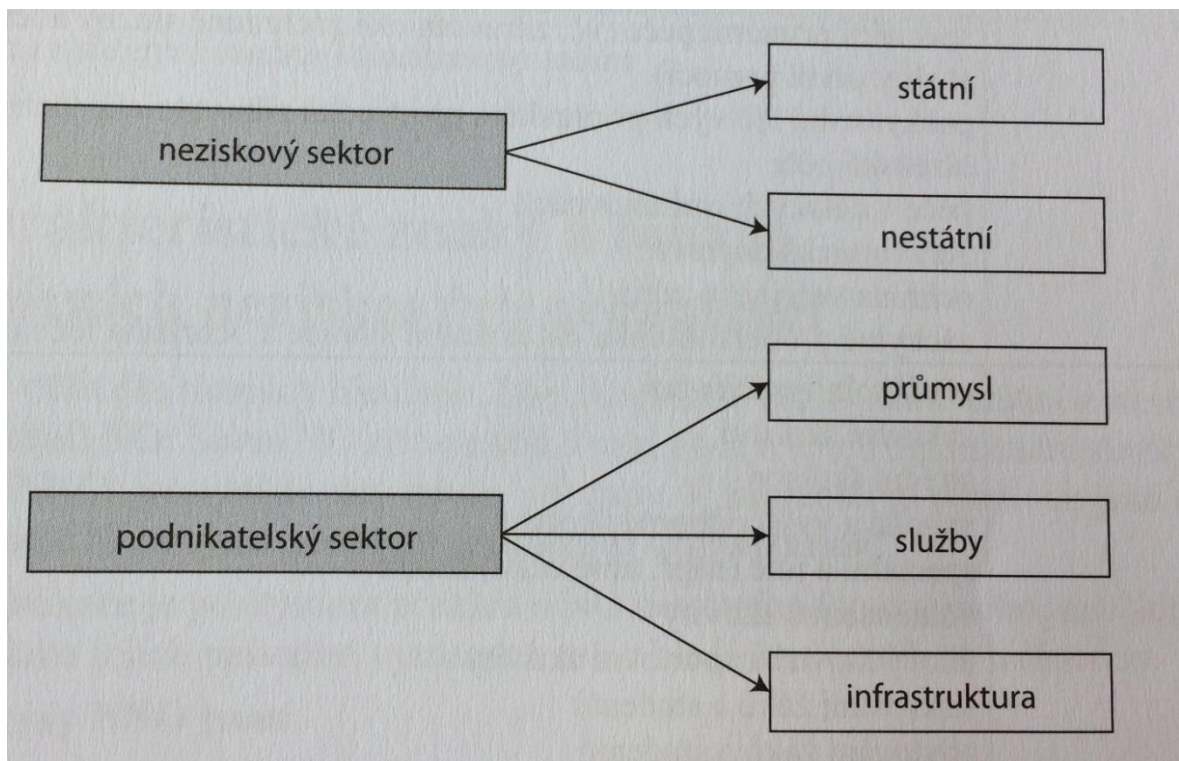 neziskový sektor
státní
nestátní
podnikatelský sektor
průmysl
služby
infrastruktura